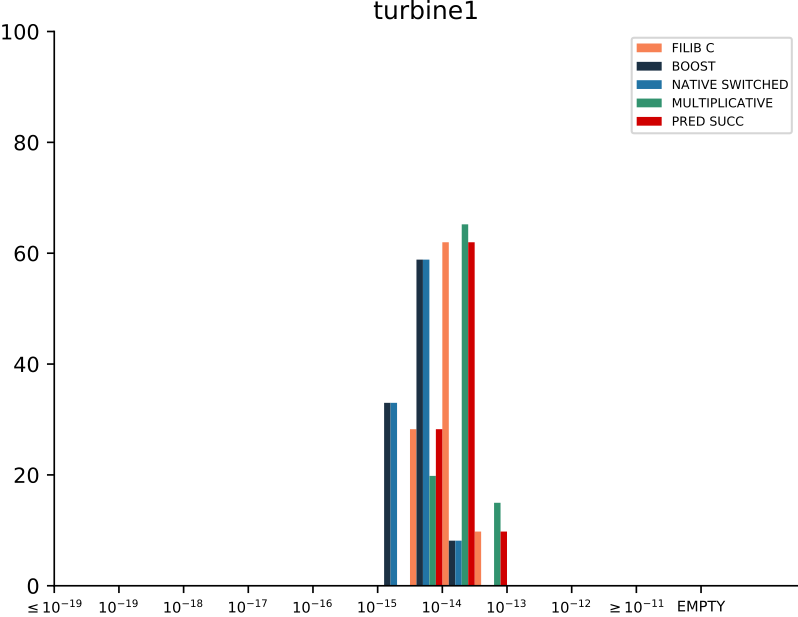 turbine1
100
80
60
40
20
0
FILIB C
BOOST
NATIVE SWITCHED
MULTIPLICATIVE
PRED SUCC
≤10⁻¹⁹ 10⁻¹⁹ 10⁻¹⁸ 10⁻¹⁷ 10⁻¹⁶ 10⁻¹⁵ 10⁻¹⁴ 10⁻¹³ 10⁻¹² ≥10⁻¹¹ EMPTY